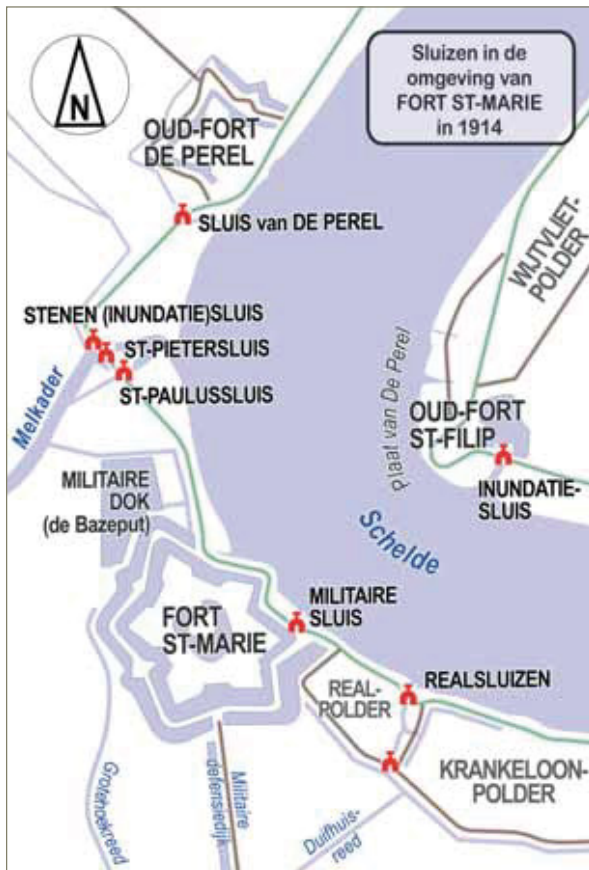 Sluizen in de
omgeving van
FORT ST-MARIE
in 1914
N
OUD-FORT
DE PEREL
SLUIS van DE PEREL
WIJTVLIET-
POLDER
STENEN (INUNDATIE)SLUIS
ST-PIETERSLUIS
ST-PAULUSSLUIS
Melkader
Plaat van De Perel
OUD-FORT
ST-FILIP
INUNDATIE-
SLUIS
MILITAIRE
DOK
(de Bazeput)
Schelde
FORT
ST-MARIE
MILITAIRE
SLUIS
REAL-
POLDER
REALSLUIZEN
KRANKELOON-
POLDER
Grotehoekreed
Militaire
defensiedijk
Duifhuis-
reed